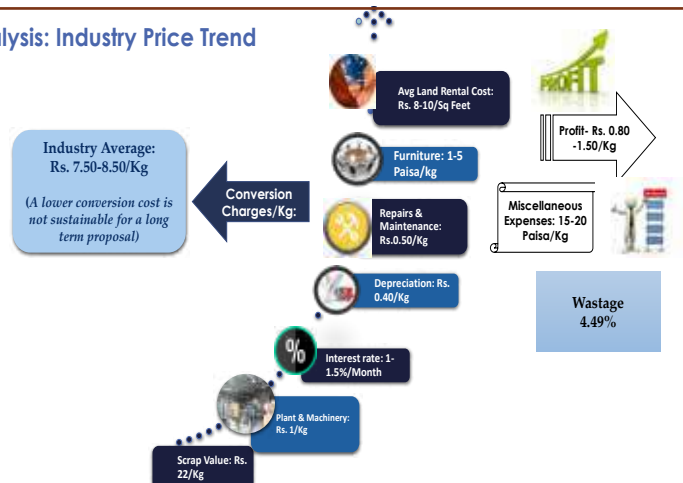 lysis: Industry Price Trend
Avg Land Rental Cost:
Rs. 8-10/Sq Feet
PROFIT
Profit- Rs. 0.80
-1.50/Kg
Industry Average:
Rs. 7.50-8.50/Kg
(A lower conversion cost is
not sustainable for a long
term proposal)
Conversion
Charges/Kg:
Furniture: 1-5
Paisa/kg
Repairs &
Maintenance:
Rs.0.50/Kg
Miscellaneous
Expenses: 15-20
Paisa/Kg
Depreciation: Rs.
0.40/Kg
Wastage
4.49%
%
Interest rate: 1-
1.5%/Month
Plant & Machinery:
Rs. 1/Kg
Scrap Value: Rs.
22/Kg